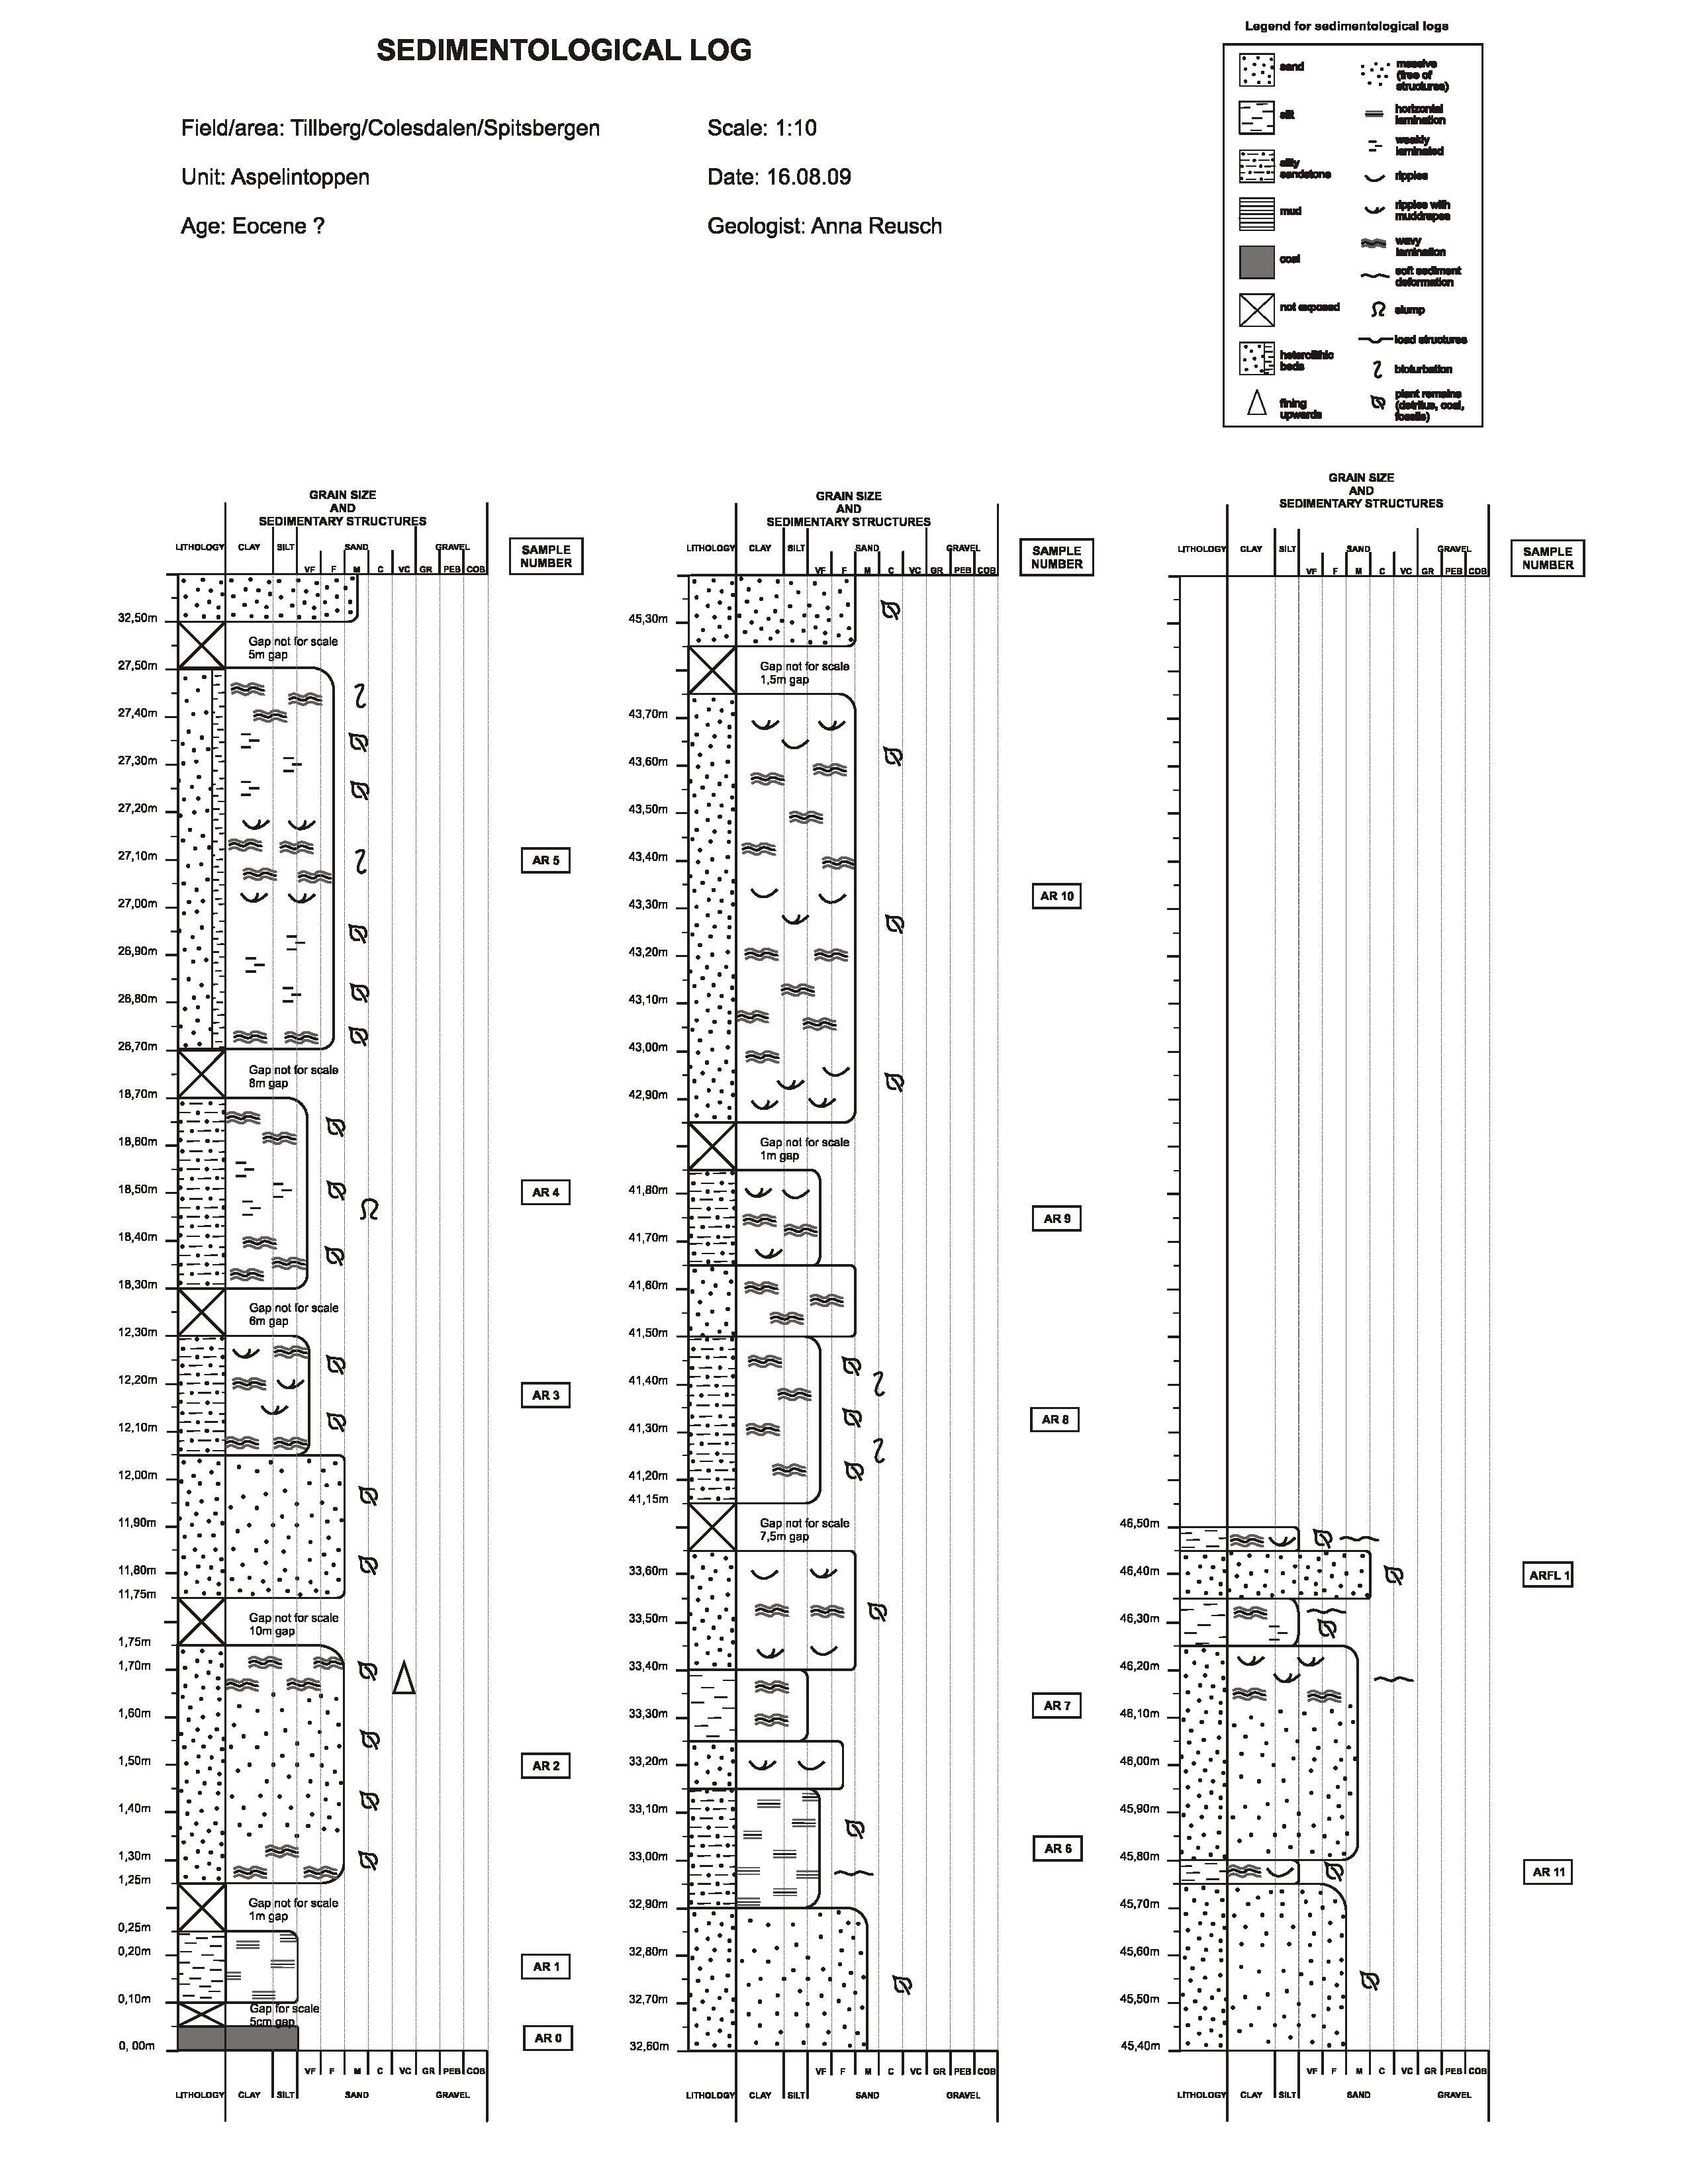 Legend for sedimentological logs
SEDIMENTOLOGICAL LOG
Field/area: Tillberg/Colesdalen/Spitsbergen
Scale: 1:10
Unit: Aspelintoppen
Date: 16.08.09
Age: Eocene ?
Geologist: Anna Reusch
sand
silt
silty
sandstone
mud
coal
not exposed
heterolithic
beds
fining
upwards
massive
(free of
structures)
horizontal
lamination
weakly
laminated
ripples
ripples with
muddrapes
wavy
lamination
soft sediment
deformation
slump
load structures
bioturbation
plant remains
(detritus, coal,
fossils)
GRAIN SIZE
AND
SEDIMENTARY STRUCTURES
LITHOLOGY CLAY SILT SAND GRAVEL
VF F M C VC GR PEB COB
SAMPLE
NUMBER
32,50m
Gap not for scale
5m gap
27,50m
27,40m
27,30m
27,20m
27,10m
AR 5
27,00m
26,90m
26,80m
26,70m
Gap not for scale
8m gap
18,70m
18,60m
18,50m
AR 4
18,40m
18,30m
Gap not for scale
6m gap
12,30m
12,20m
AR 3
12,10m
12,00m
11,90m
11,80m
11,75m
Gap not for scale
10m gap
1,75m
1,70m
1,60m
1,50m
AR 2
1,40m
1,30m
1,25m
Gap not for scale
1m gap
0,25m
0,20m
AR 1
0,10m
Gap for scale
5cm gap
0, 00m
AR 0
VF F M C VC GR PEB COB
LITHOLOGY CLAY SILT SAND GRAVEL
GRAIN SIZE
AND
SEDIMENTARY STRUCTURES
LITHOLOGY CLAY SILT SAND GRAVEL
VF F M C VC GR PEB COB
SAMPLE
NUMBER
45,30m
Gap not for scale
1,5m gap
43,70m
43,60m
43,50m
43,40m
43,30m
AR 10
43,20m
43,10m
43,00m
42,90m
Gap not for scale
1m gap
41,80m
AR 9
41,70m
41,60m
41,50m
41,40m
AR 8
41,30m
41,20m
41,15m
Gap not for scale
7,5m gap
33,60m
33,50m
33,40m
AR 7
33,30m
33,20m
33,10m
AR 6
33,00m
32,90m
32,80m
32,70m
32,60m
VF F M C VC GR PEB COB
LITHOLOGY CLAY SILT SAND GRAVEL
GRAIN SIZE
AND
SEDIMENTARY STRUCTURES
LITHOLOGY CLAY SILT SAND GRAVEL
VF F M C VC GR PEB COB
SAMPLE
NUMBER
46,50m
46,40m
ARFL 1
46,30m
46,20m
46,10m
46,00m
45,90m
45,80m
AR 11
45,70m
45,60m
45,50m
45,40m
VF F M C VC GR PEB COB
LITHOLOGY CLAY SILT SAND GRAVEL